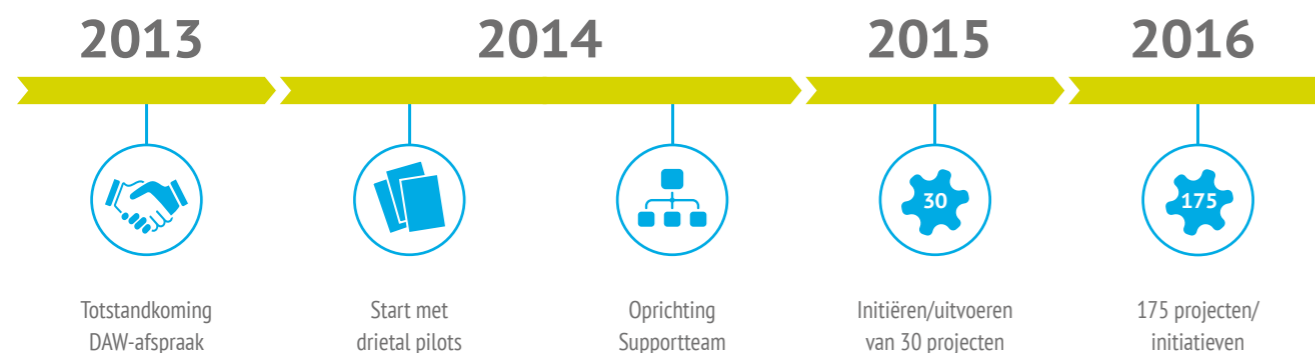 2013
2014
2015
2016
30
175
Totstandkoming
DAW-afspraak
Start met
drietal pilots
Oprichting
Supportteam
Initiëren/uitvoeren
van 30 projecten
175 projecten/
initiatieven